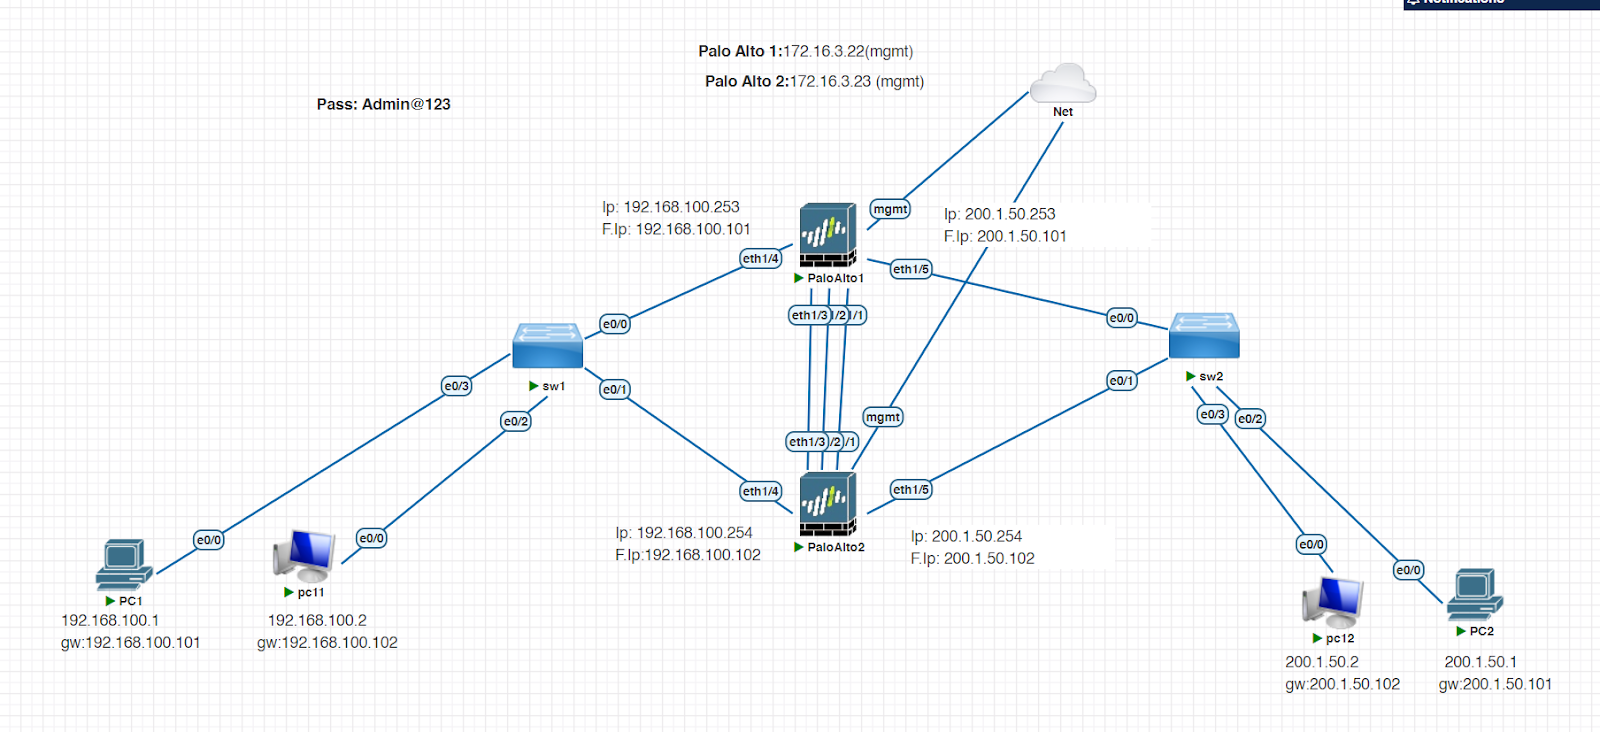 Notifications
Palo Alto 1:172.16.3.22(mgmt)
Palo Alto 2:172.16.3.23 (mgmt)
Pass: Admin@123
Net
Ip: 192.168.100.253
F.Ip: 192.168.100.101
mgmt
Ip: 200.1.50.253
F.Ip: 200.1.50.101
eth1/4
eth1/5
PaloAlto1
eth1/3
1/2
/1
e0/0
e0/0
sw1
sw2
e0/3
e0/1
e0/2
e0/1
e0/3
e0/2
mgmt
eth1/3
/2
/1
eth1/4
eth1/5
Ip: 192.168.100.254
F.Ip:192.168.100.102
PaloAlto2
Ip: 200.1.50.254
F.Ip: 200.1.50.102
e0/0
e0/0
e0/0
e0/0
PC1
192.168.100.1
gw:192.168.100.101
pc11
192.168.100.2
gw:192.168.100.102
pc12
200.1.50.2
gw:200.1.50.102
PC2
200.1.50.1
gw:200.1.50.101